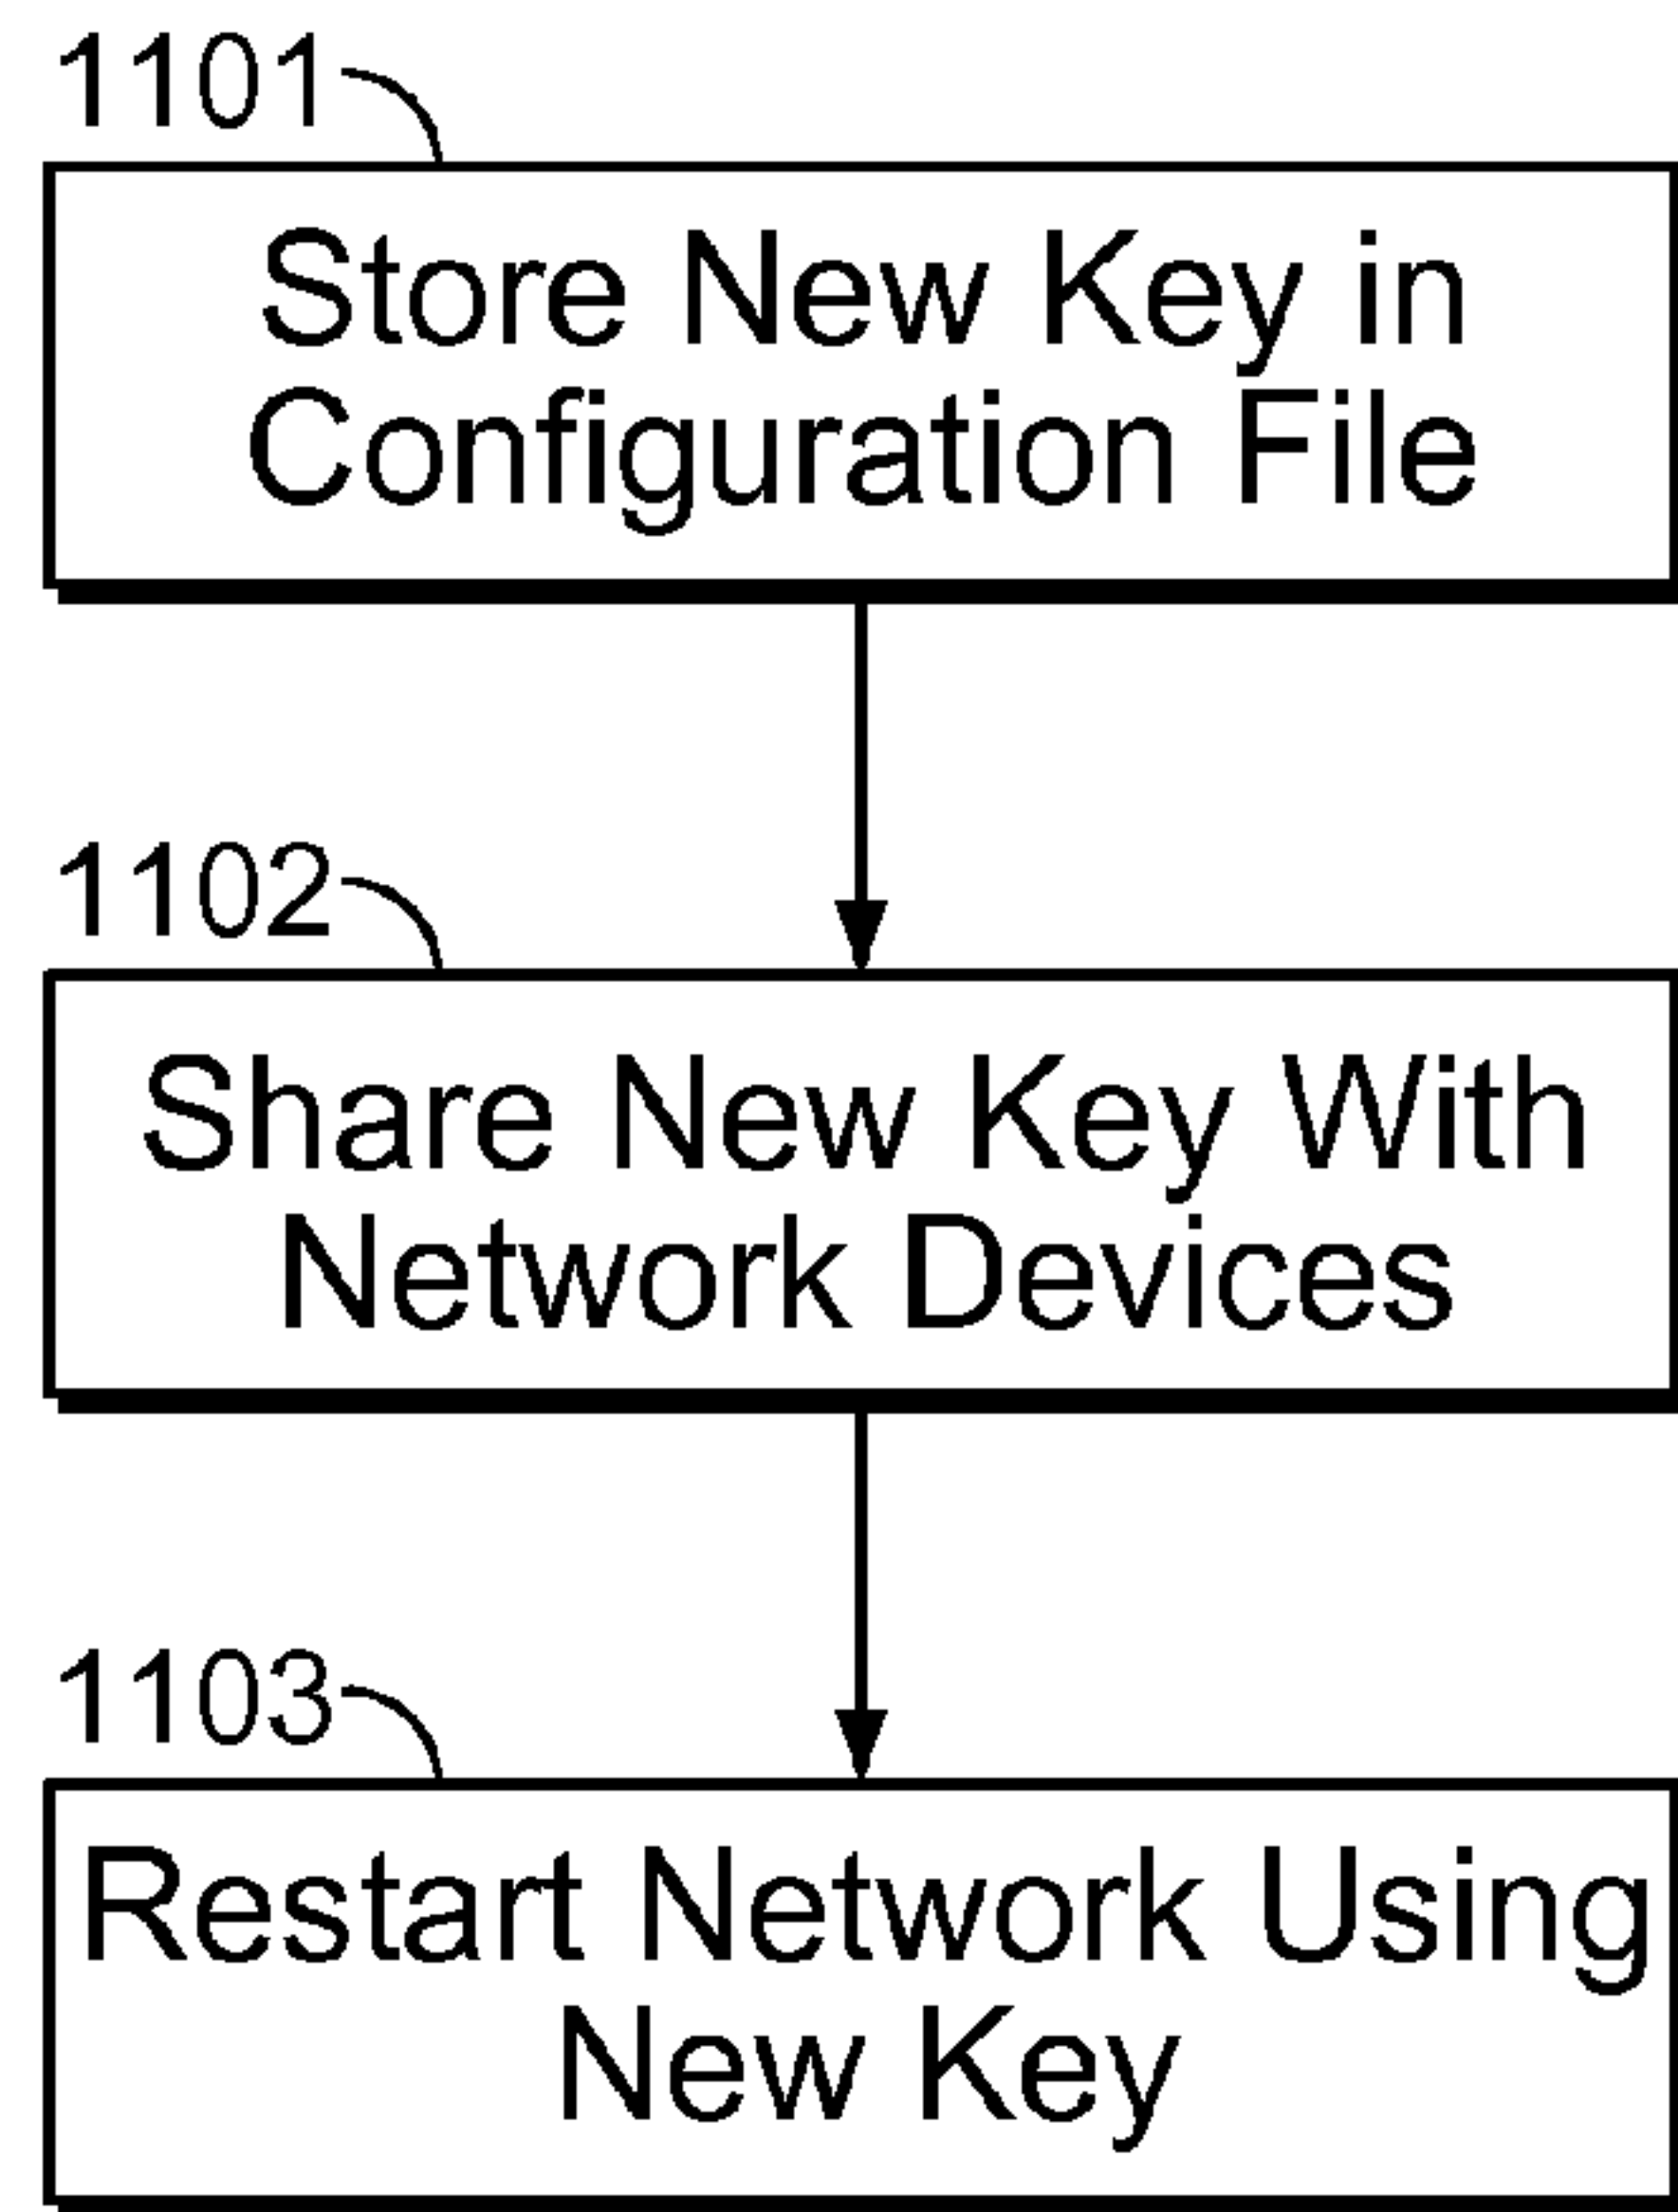 1101
Store New Key in
Configuration File
1102
Share New Key With
Network Devices
1103
Restart Network Using
New Key